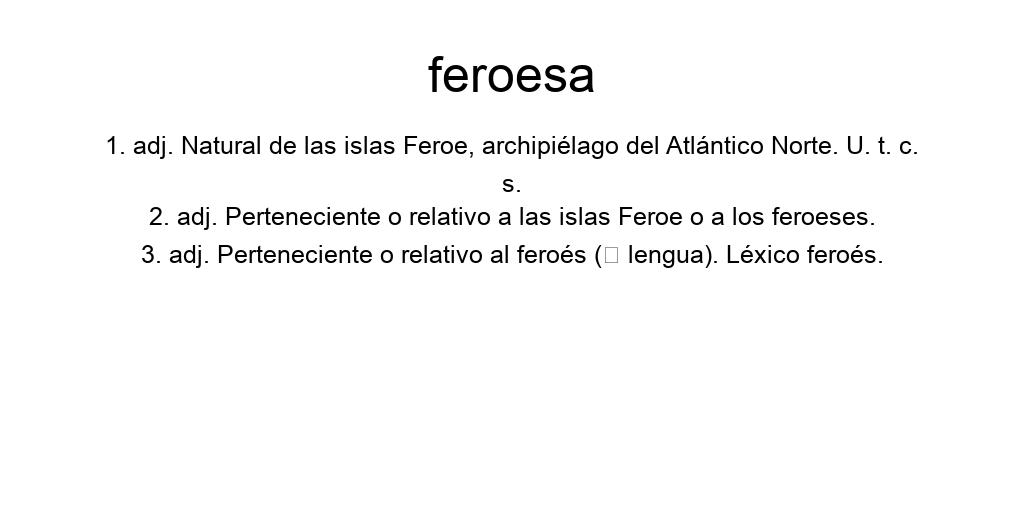 feroesa
1. adj. Natural de las islas Feroe, archipiélago del Atlántico Norte. U. t. c.
s.
2. adj. Perteneciente o relativo a las islas Feroe o a los feroeses.
3. adj. Perteneciente o relativo al feroés (□ lengua). Léxico feroés.